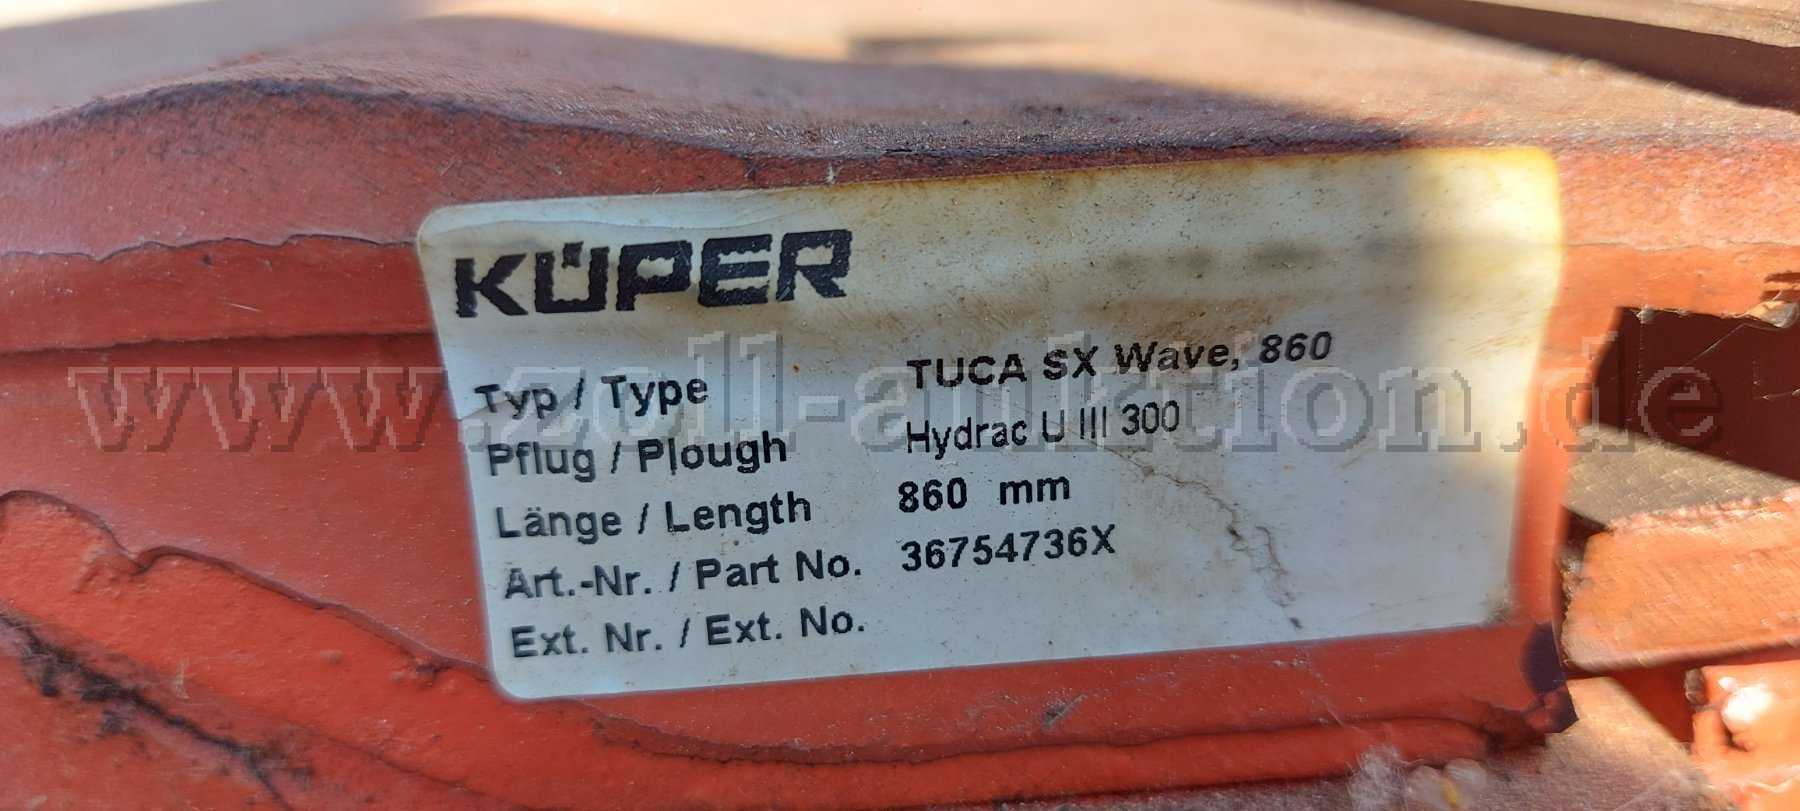 KÜPER
Typ / Type TUCA SX Wave, 860
Pflug / Plough Hydrac U III 300
Länge / Length 860 mm
Art.-Nr. / Part No. 36754736X
Ext. Nr. / Ext. No.
www.zoll-auktion.de